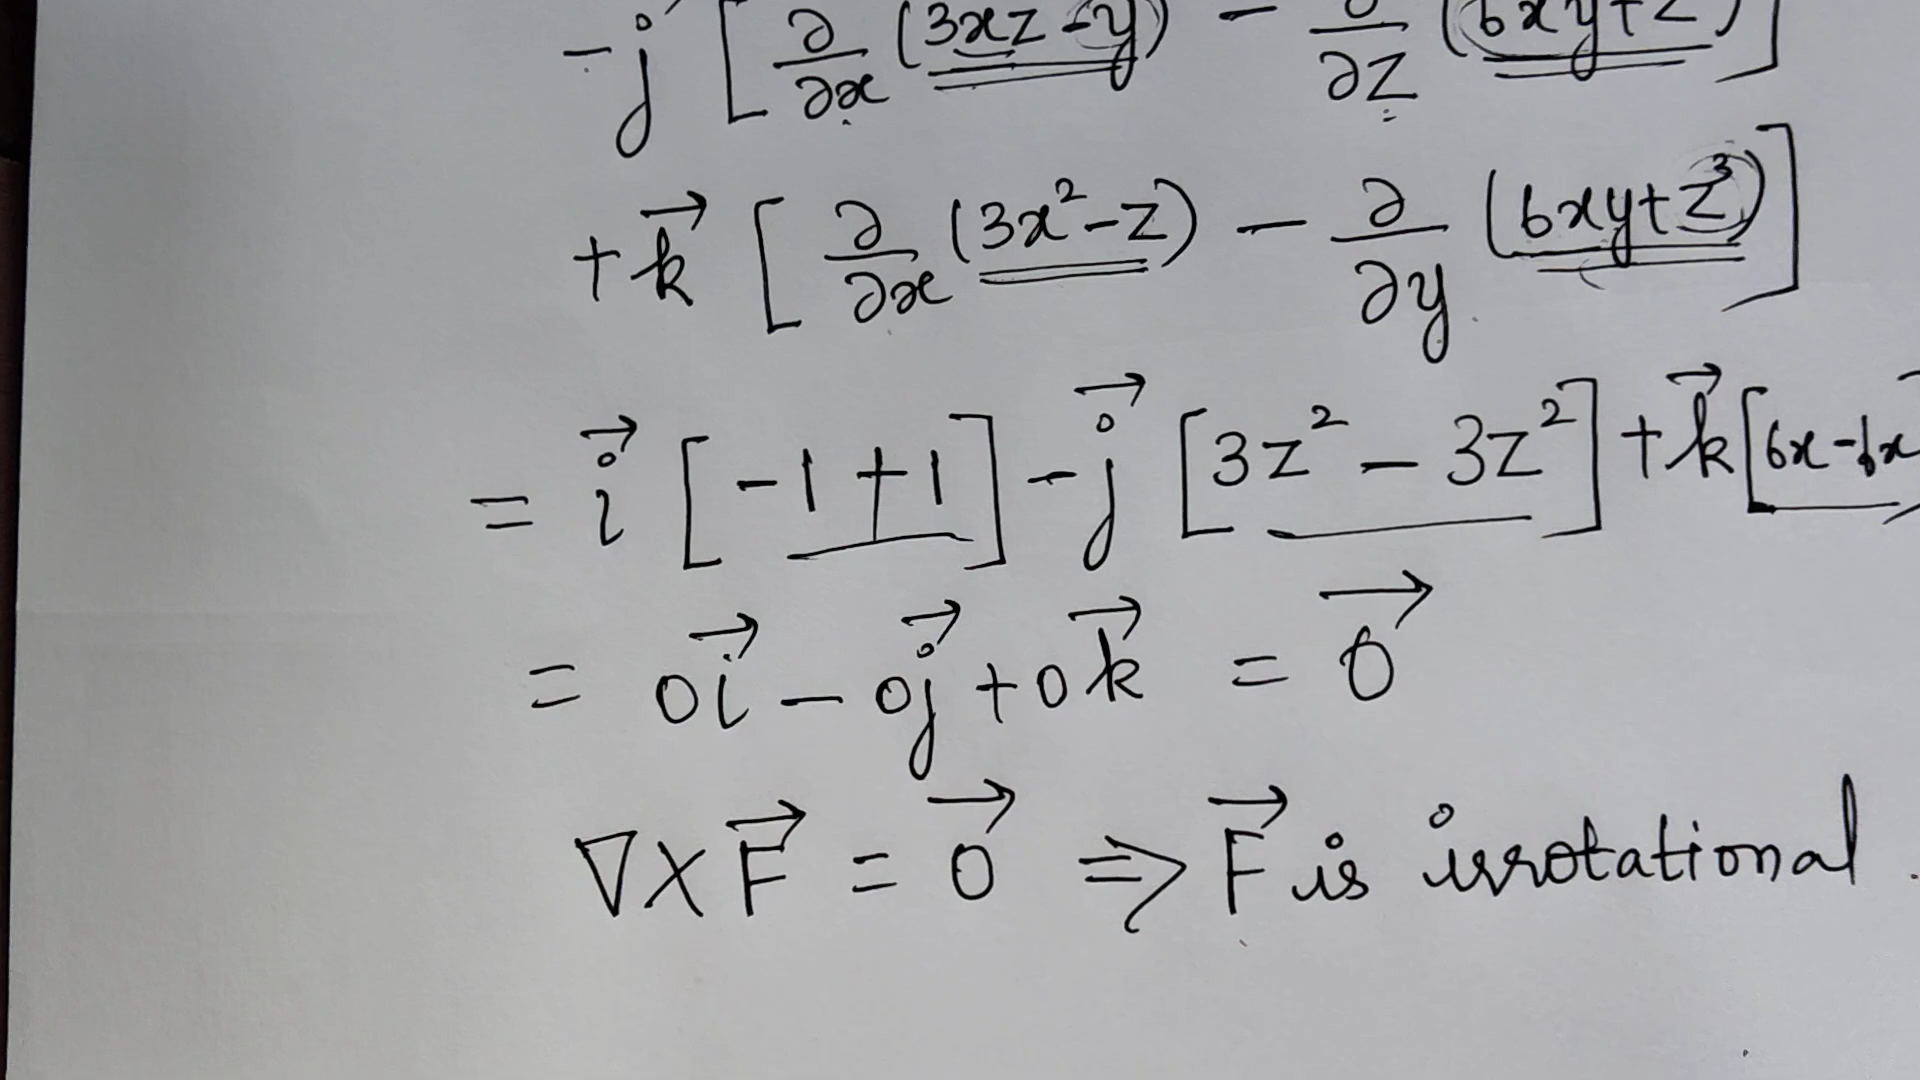 -j [ ∂/∂x (3xz - y) - ∂/∂z (6xy+z ) ]
+k⃗ [ ∂/∂x (3x²-z) - ∂/∂y (6xy+z³) ]
= i⃗ [ -1+1 ] - j⃗ [ 3z² - 3z² ] + k⃗ [6x-6x]
= 0i⃗ - 0j⃗ + 0k⃗ = 0⃗
∇×F⃗ = 0⃗ ⇒ F⃗ is irrotational.